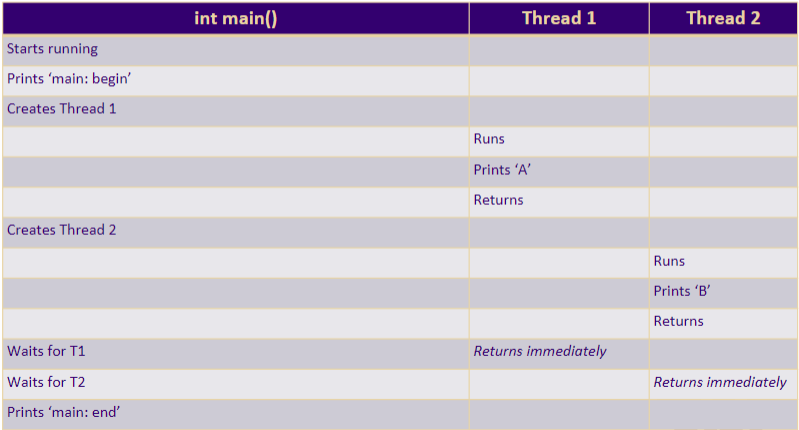 int main() Thread 1 Thread 2
Starts running
Prints ‘main: begin’
Creates Thread 1
Runs
Prints ‘A’
Returns
Creates Thread 2
Runs
Prints ‘B’
Returns
Waits for T1 Returns immediately
Waits for T2 Returns immediately
Prints ‘main: end’